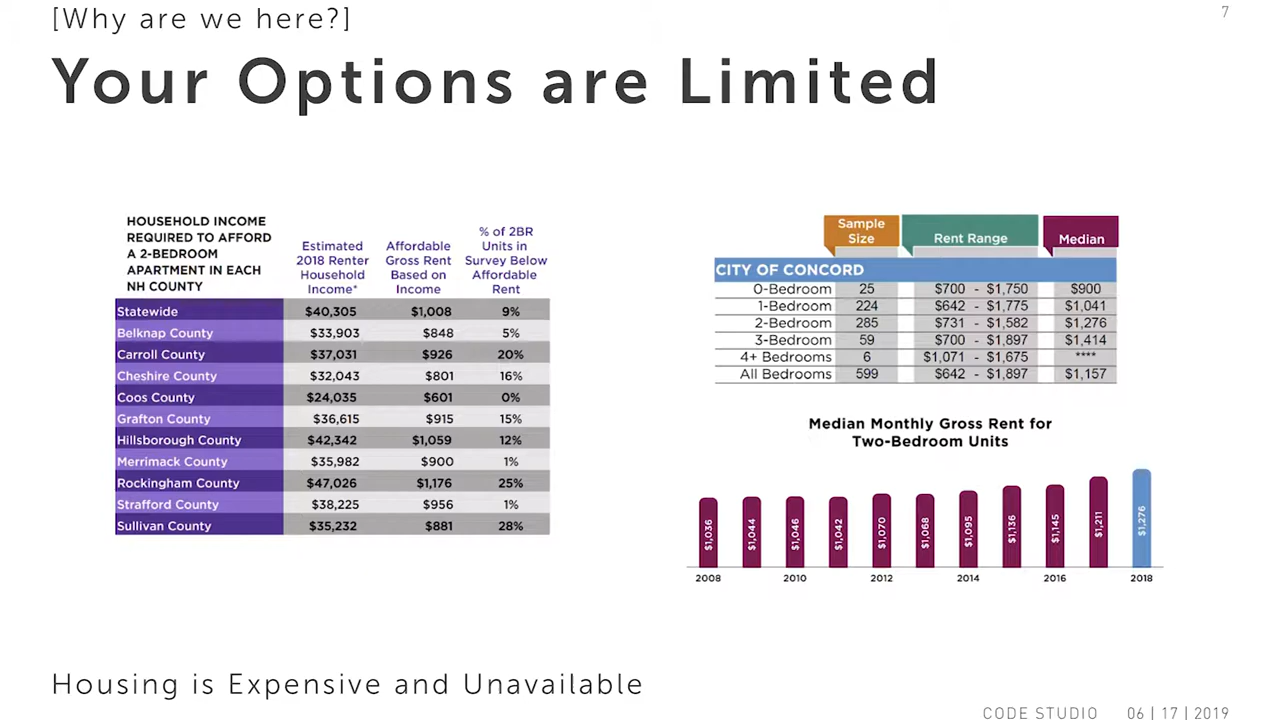 [Why are we here?]
7
Your Options are Limited
HOUSEHOLD INCOME
REQUIRED TO AFFORD
A 2-BEDROOM
APARTMENT IN EACH
NH COUNTY
Estimated
2018 Renter
Household
Income*
Affordable
Gross Rent
Based on
Income
% of 2BR
Units in
Survey Below
Affordable
Rent
Statewide $40,305 $1,008 9%
Belknap County $33,903 $848 5%
Carroll County $37,031 $926 20%
Cheshire County $32,043 $801 16%
Coos County $24,035 $601 0%
Grafton County $36,615 $915 15%
Hillsborough County $42,342 $1,059 12%
Merrimack County $35,982 $900 1%
Rockingham County $47,026 $1,176 25%
Strafford County $38,225 $956 1%
Sullivan County $35,232 $881 28%
Sample
Size
Rent Range
Median
CITY OF CONCORD
0-Bedroom 25 $700 - $1,750 $900
1-Bedroom 224 $642 - $1,775 $1,041
2-Bedroom 285 $731 - $1,582 $1,276
3-Bedroom 59 $700 - $1,897 $1,414
4+ Bedrooms 6 $1,071 - $1,675 ****
All Bedrooms 599 $642 - $1,897 $1,157
Median Monthly Gross Rent for
Two-Bedroom Units
$1,036 $1,044 $1,046 $1,042 $1,070 $1,068 $1,095 $1,136 $1,145 $1,211 $1,276
2008 2010 2012 2014 2016 2018
Housing is Expensive and Unavailable
CODE STUDIO 06 | 17 | 2019